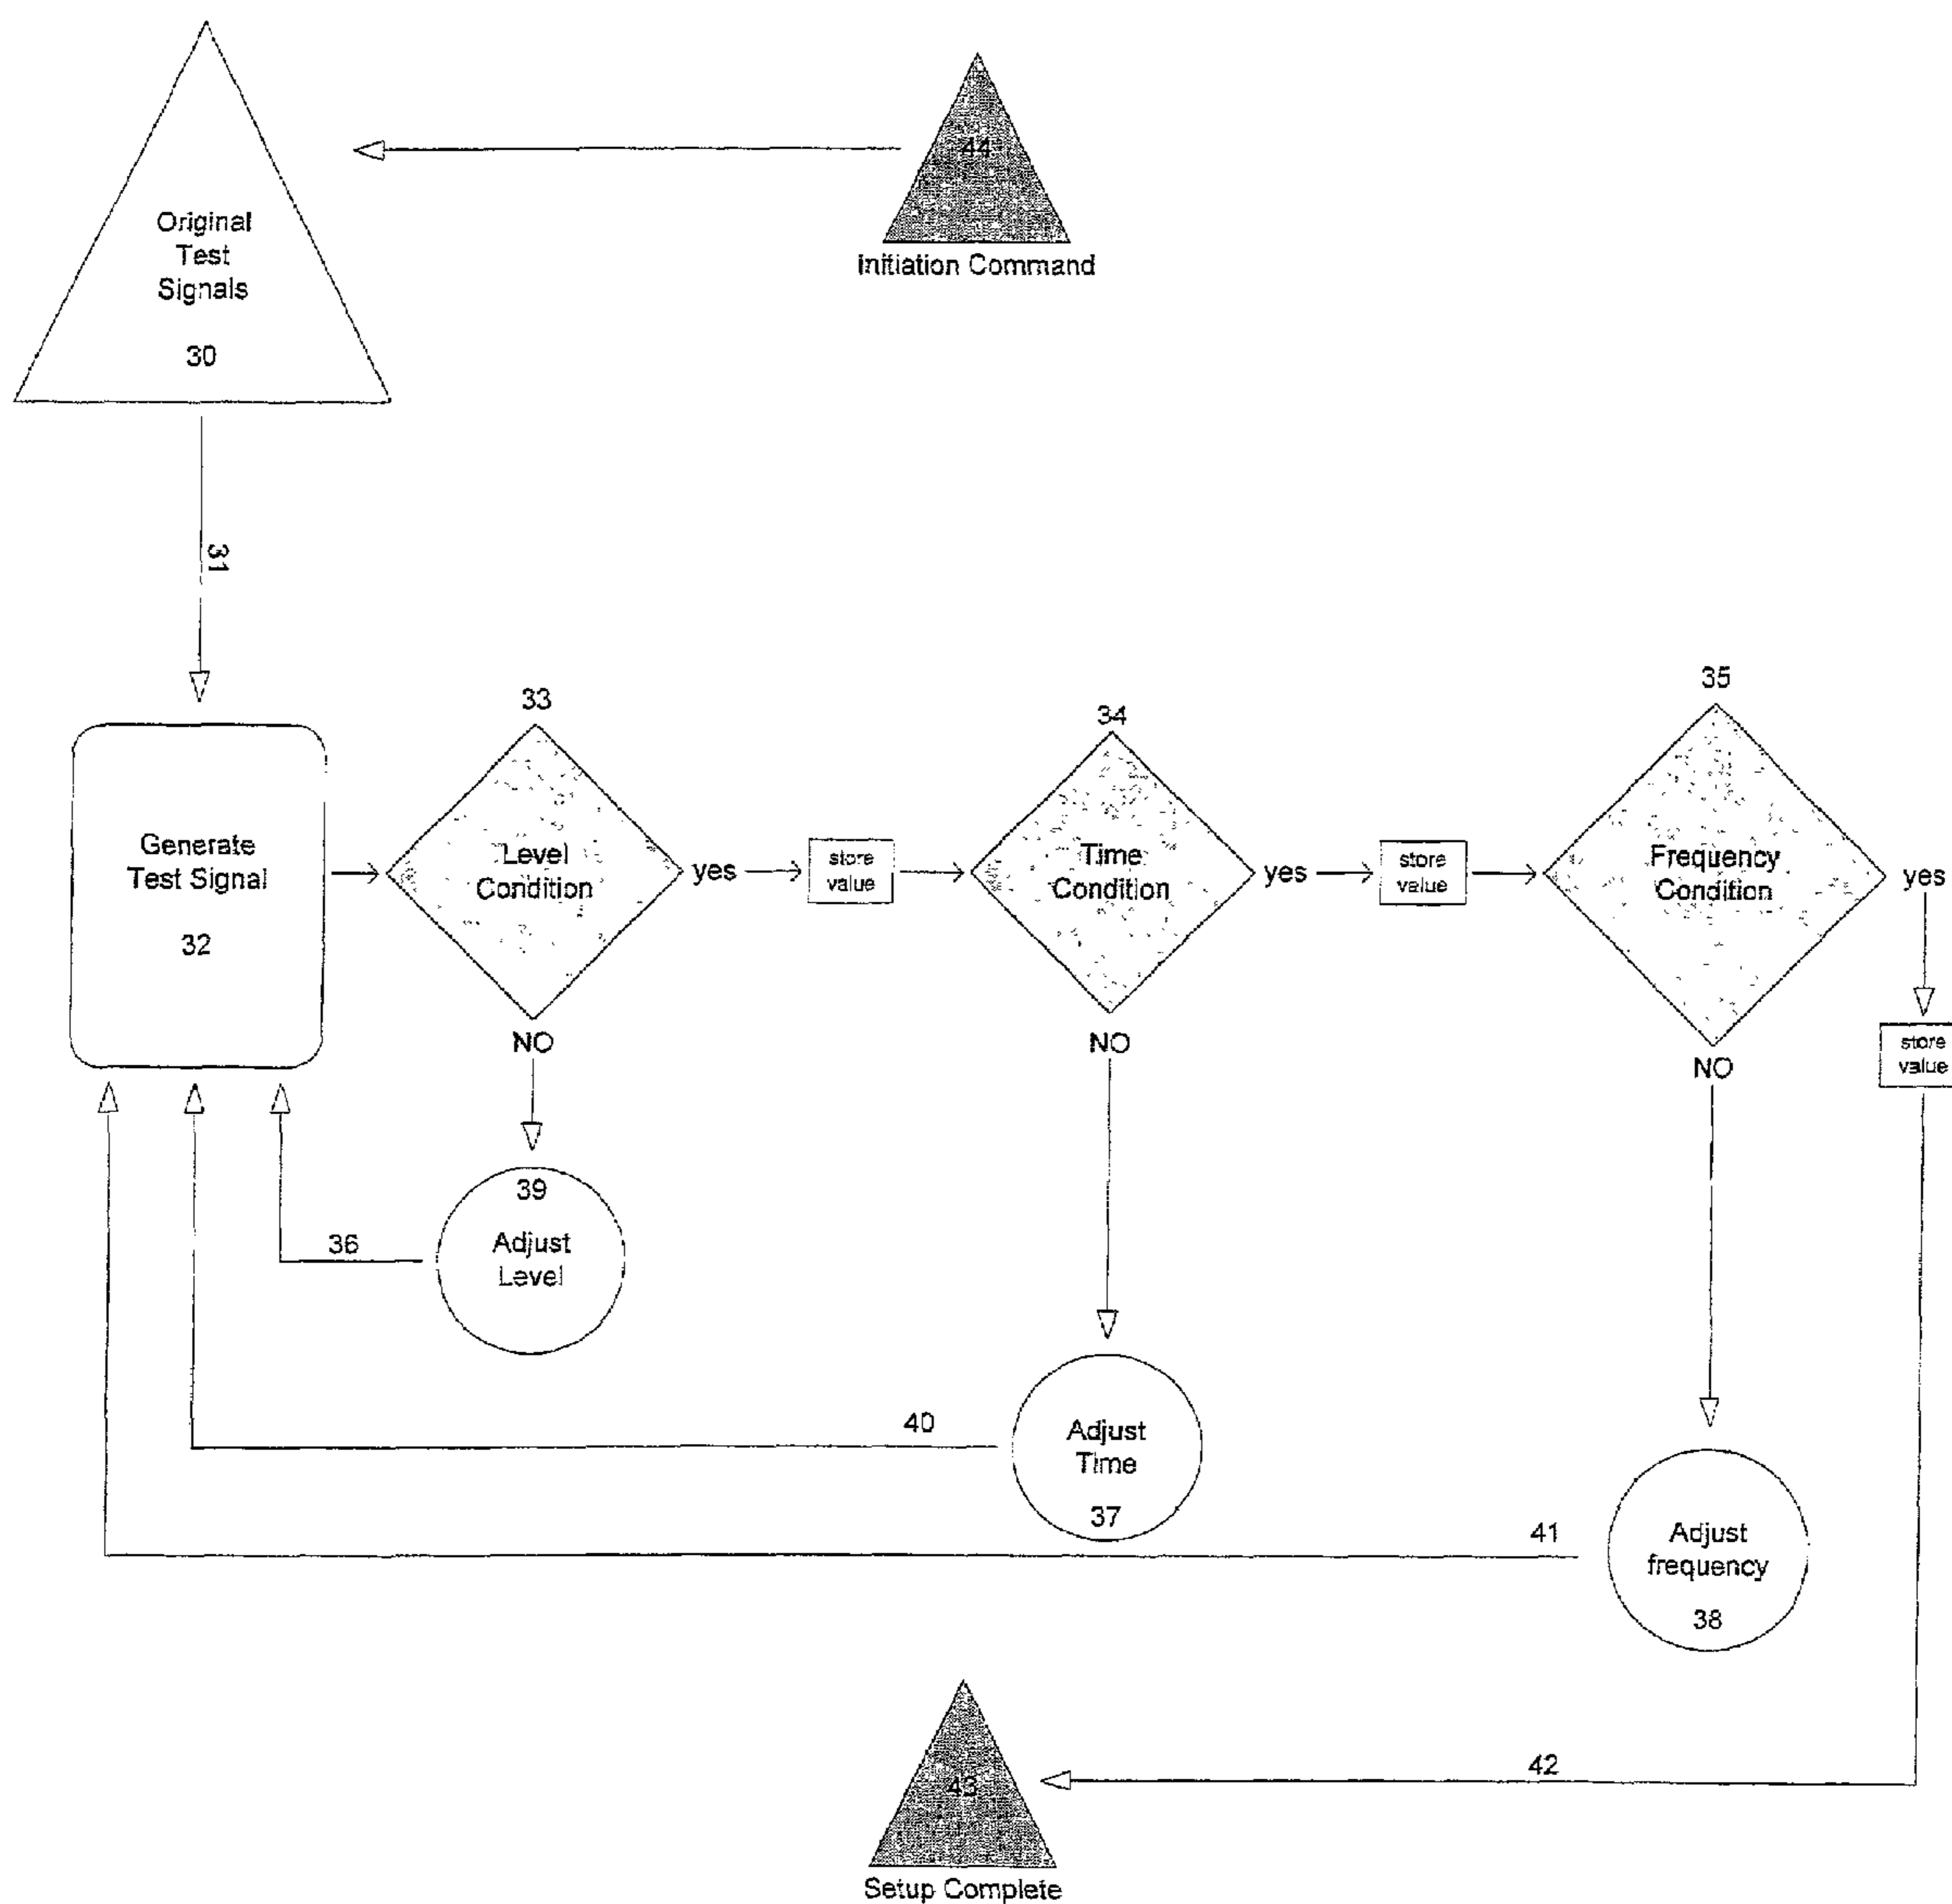 44
Initiation Command
Original
Test
Signals
30
31
33
34
35
Generate
Test Signal
32
Level
Condition
yes
store
value
Time
Condition
yes
store
value
Frequency
Condition
yes
store
value
NO
NO
NO
39
Adjust
Level
36
40
Adjust
Time
37
41
Adjust
frequency
38
42
43
Setup Complete